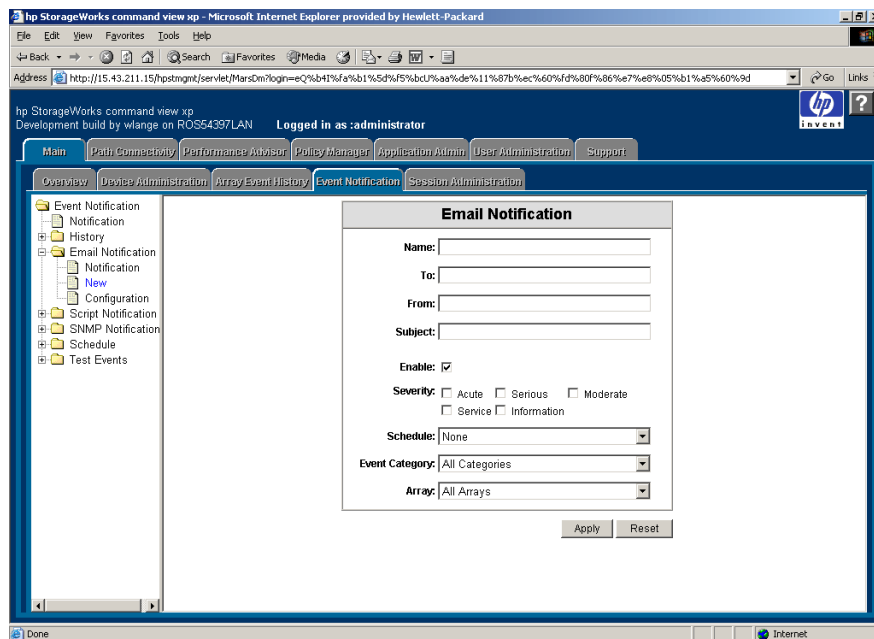 hp StorageWorks command view xp - Microsoft Internet Explorer provided by Hewlett-Packard
File Edit View Favorites Tools Help
Back Search Favorites Media
Address http://15.43.211.15/hpstmgmt/servlet/MarsDm?login=eQ%b4I%fa%b1%5d%f5%bcU%aa%de%11%87b%ec%60%fd%80f%86%e7%e8%05%b1%a5%60%9d Go Links
hp StorageWorks command view xp
Development build by wlange on ROS54397LAN Logged in as :administrator
hp
invent
?
Main Path Connectivity Performance Advisor Policy Manager Application Admin User Administration Support
Overview Device Administration Array Event History Event Notification Session Administration
Event Notification
Notification
History
Email Notification
Notification
New
Configuration
Script Notification
SNMP Notification
Schedule
Test Events
Email Notification
Name:
To:
From:
Subject:
Enable:
Severity: Acute Serious Moderate
Service Information
Schedule: None
Event Category: All Categories
Array: All Arrays
Apply Reset
Done Internet